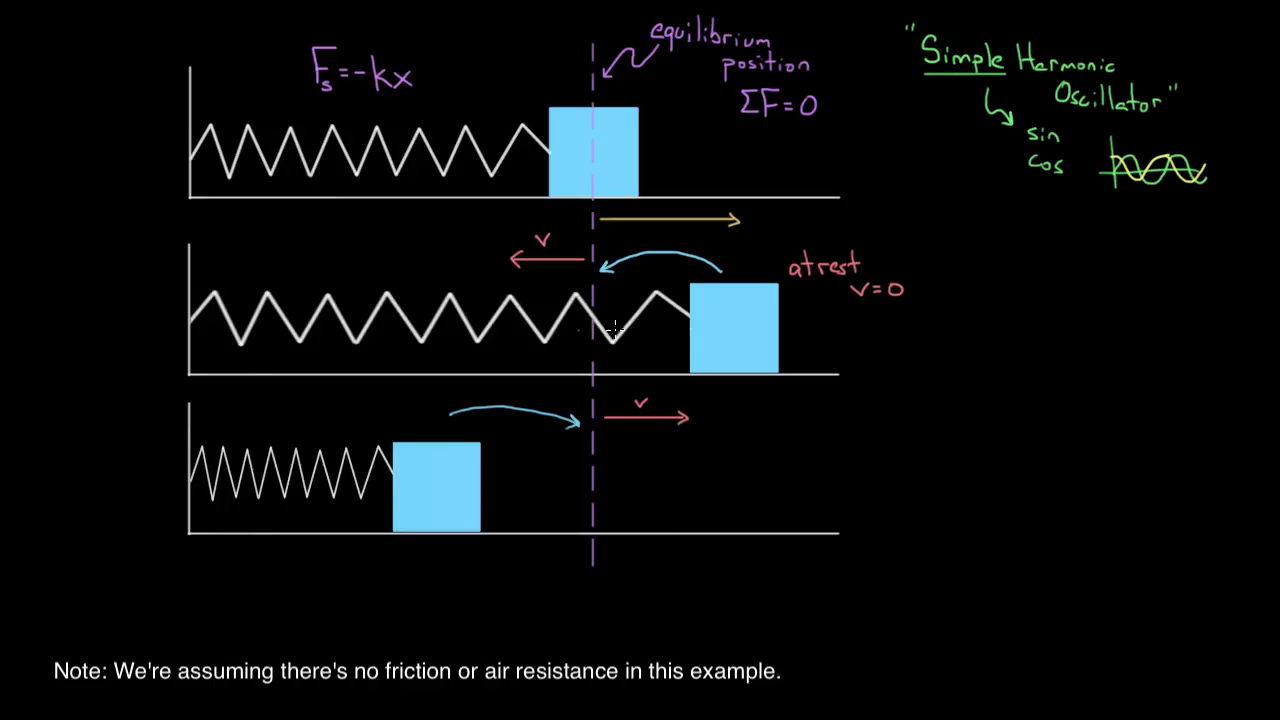 Fs=-kx
equilibrium
position
ΣF=0
"Simple Harmonic
Oscillator"
sin
cos
v
at rest
v=0
v
Note: We're assuming there's no friction or air resistance in this example.